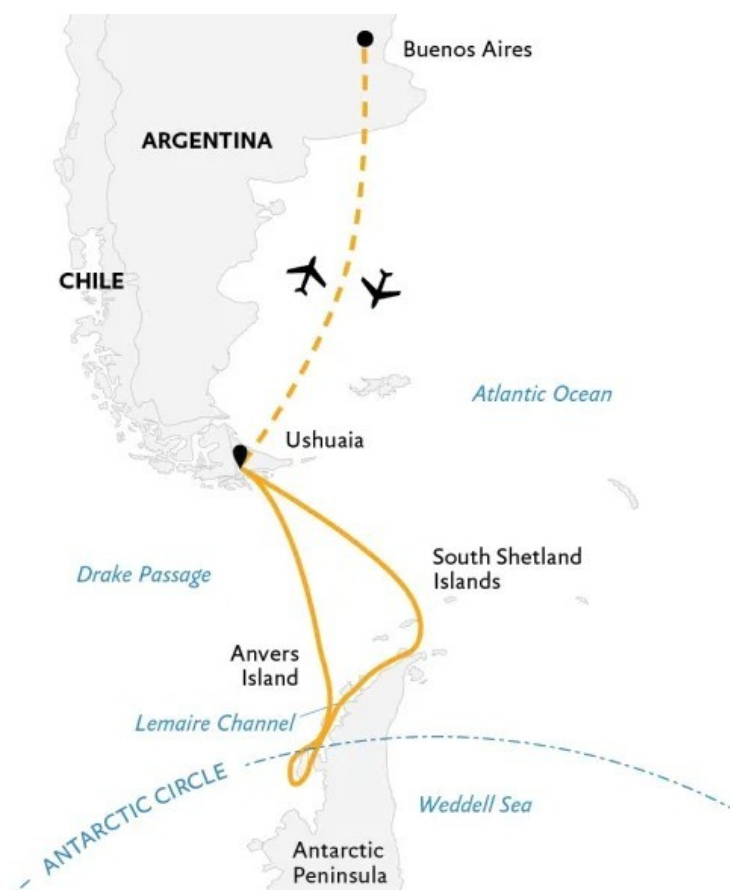 Buenos Aires
ARGENTINA
CHILE
Atlantic Ocean
Ushuaia
South Shetland
Islands
Drake Passage
Anvers
Island
Lemaire Channel
ANTARCTIC CIRCLE
Weddell Sea
Antarctic
Peninsula